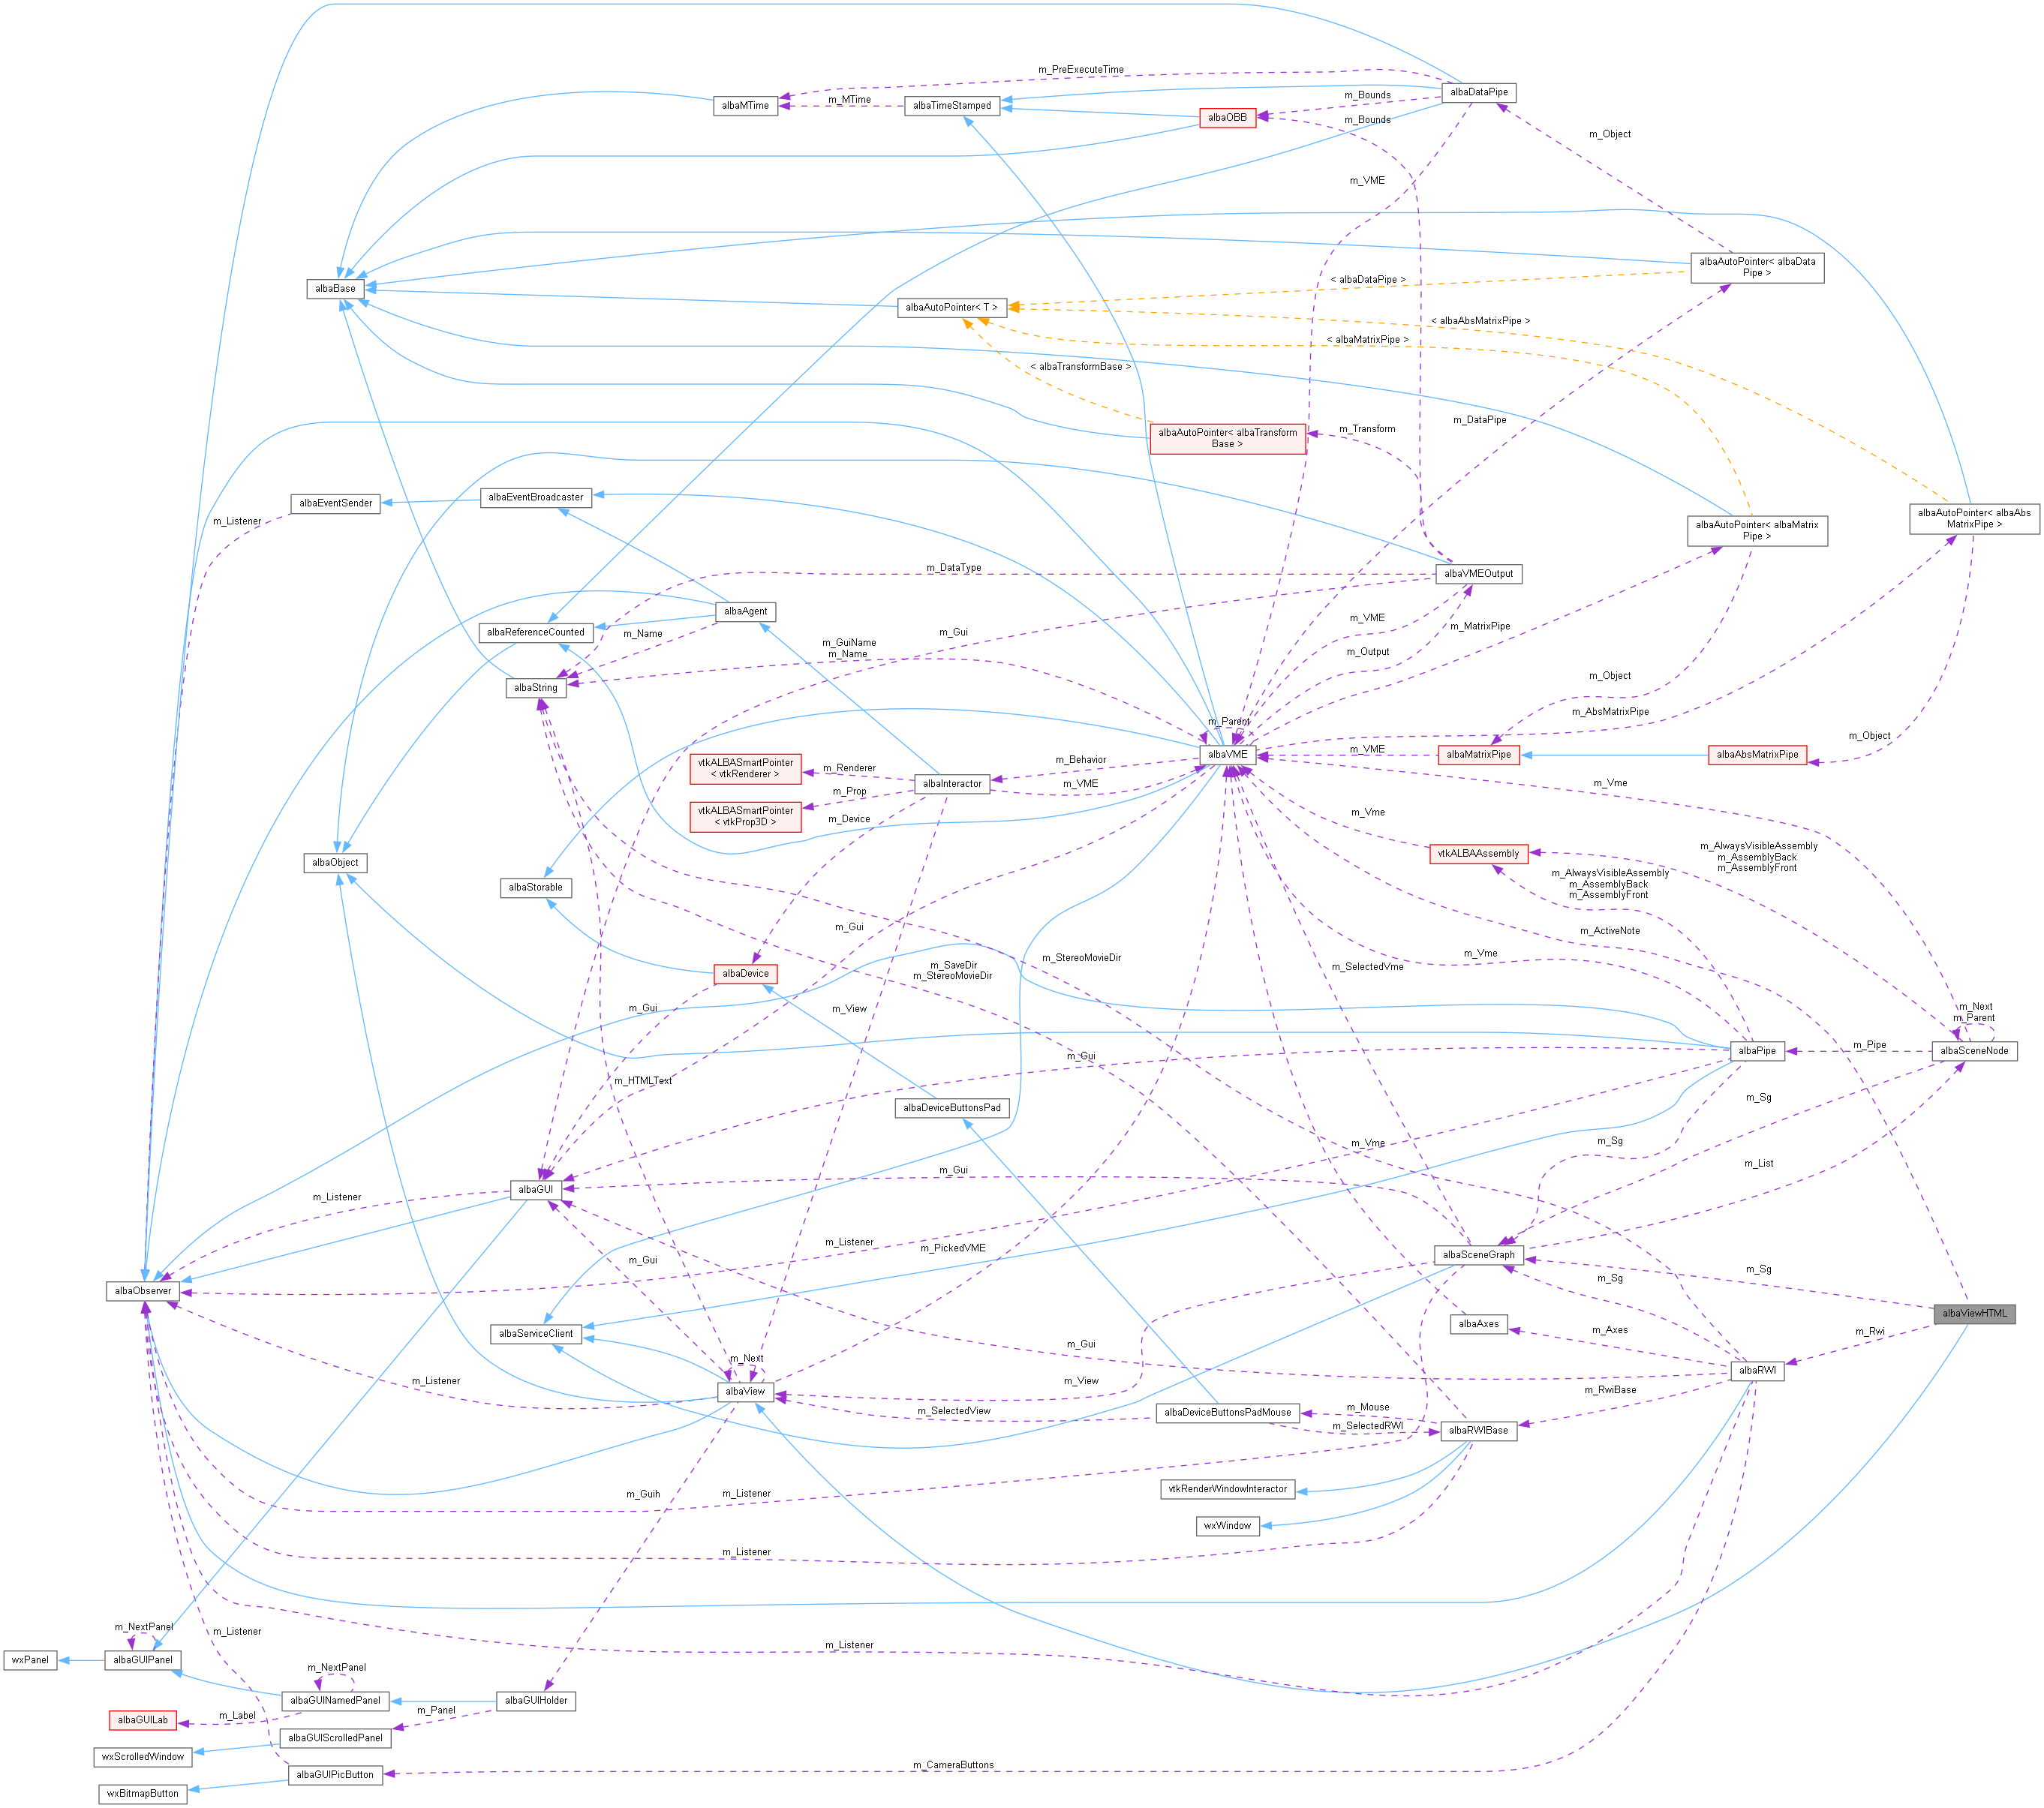 m_PreExecuteTime
albaDataPipe
m_Bounds
albaMTime
m_MTime
albaTimeStamped
albaOBB
m_Bounds
m_Object
m_VME
albaAutoPointer< albaData
Pipe >
albaBase
< albaDataPipe >
albaAutoPointer< T >
< albaAbsMatrixPipe >
< albaMatrixPipe >
< albaTransformBase >
m_DataPipe
albaAutoPointer< albaTransform
Base >
m_Transform
albaEventSender
albaEventBroadcaster
m_Listener
albaAutoPointer< albaAbs
MatrixPipe >
albaAutoPointer< albaMatrix
Pipe >
m_DataType
albaVMEOutput
albaAgent
albaReferenceCounted
m_Name
m_Gui
m_GuiName
m_Name
m_VME
m_MatrixPipe
m_Output
m_Object
albaString
m_AbsMatrixPipe
m_Parent
albaVME
m_VME
albaMatrixPipe
albaAbsMatrixPipe
m_Object
vtkALBASmartPointer
< vtkRenderer >
m_Renderer
albaInteractor
m_Behavior
m_VME
m_Vme
m_Prop
vtkALBASmartPointer
< vtkProp3D >
m_Device
m_Vme
vtkALBAAssembly
m_AlwaysVisibleAssembly
m_AssemblyBack
m_AssemblyFront
albaObject
albaStorable
m_AlwaysVisibleAssembly
m_AssemblyBack
m_AssemblyFront
m_Gui
m_ActiveNote
m_StereoMovieDir
m_Vme
albaDevice
m_SaveDir
m_StereoMovieDir
m_SelectedVme
m_Gui
m_View
m_Next
m_Parent
m_Pipe
albaPipe
albaSceneNode
m_Gui
m_HTMLText
albaDeviceButtonsPad
m_Sg
m_Sg
m_Vme
m_List
m_Gui
albaGUI
m_Listener
m_Listener
m_PickedVME
albaSceneGraph
m_Gui
m_Sg
m_Sg
albaObserver
albaViewHTML
albaAxes
m_Axes
m_Rwi
albaServiceClient
m_Gui
m_Next
albaView
m_Listener
m_View
albaRWI
m_RwiBase
m_SelectedView
albaDeviceButtonsPadMouse
m_Mouse
m_SelectedRWI
albaRWIBase
vtkRenderWindowInteractor
m_Guih
m_Listener
wxWindow
m_Listener
m_NextPanel
m_Listener
m_Listener
wxPanel
albaGUIPanel
m_NextPanel
albaGUINamedPanel
albaGUIHolder
albaGUILab
m_Label
m_Panel
albaGUIScrolledPanel
wxScrolledWindow
albaGUIPicButton
m_CameraButtons
wxBitmapButton